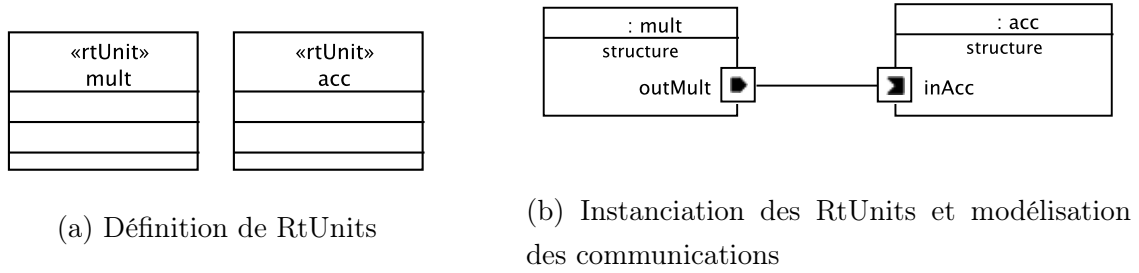 «rtUnit»
mult
«rtUnit»
acc
: mult
structure
outMult
: acc
structure
inAcc
(a) Définition de RtUnits
(b) Instanciation des RtUnits et modélisation
des communications